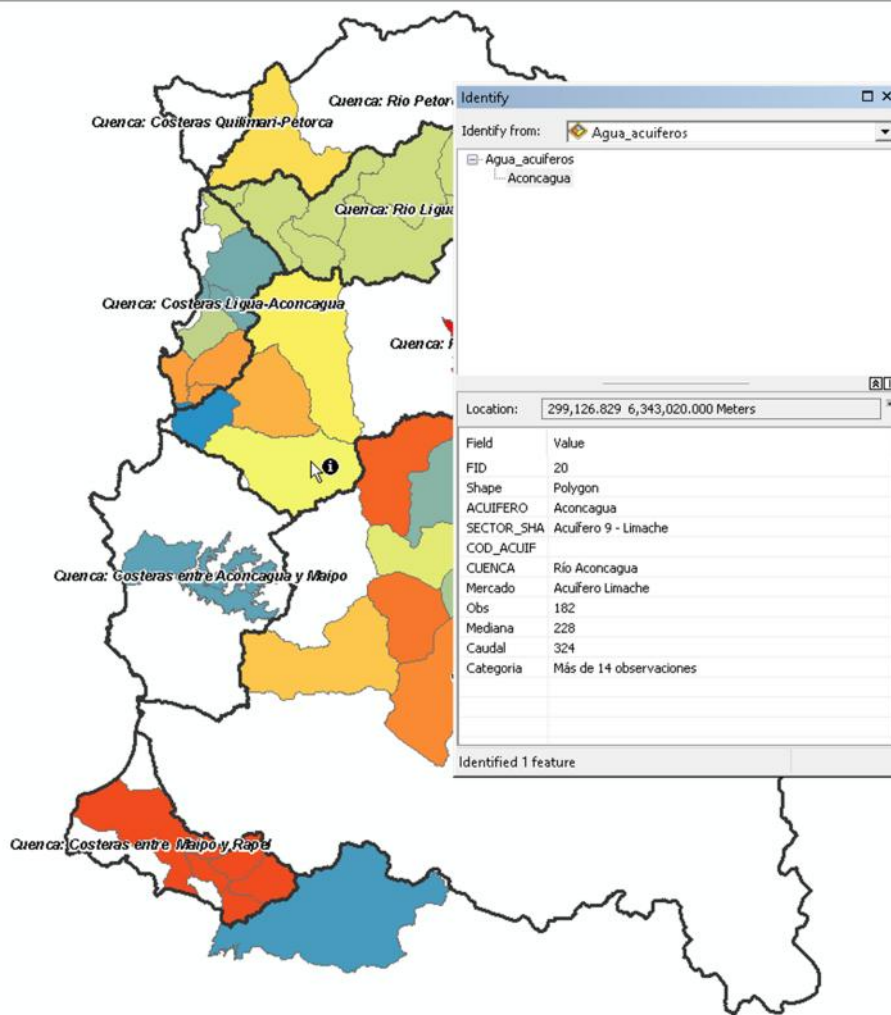 Cuenca: Río Petor
Cuenca: Costeras Quilimarí-Petorca
Cuenca: Río Ligua
Cuenca: Costeras Ligua-Aconcagua
Cuenca:
Cuenca: Costeras entre Aconcagua y Maipo
Cuenca: Costeras entre Maipo y Rapel
Identify
Identify from: Agua_acuiferos
Agua_acuiferos
Aconcagua
Location: 299,126.829 6,343,020.000 Meters
Field Value
FID 20
Shape Polygon
ACUIFERO Aconcagua
SECTOR_SHA Acuífero 9 - Limache
COD_ACUIF
CUENCA Río Aconcagua
Mercado Acuífero Limache
Obs 182
Mediana 228
Caudal 324
Categoria Más de 14 observaciones
Identified 1 feature